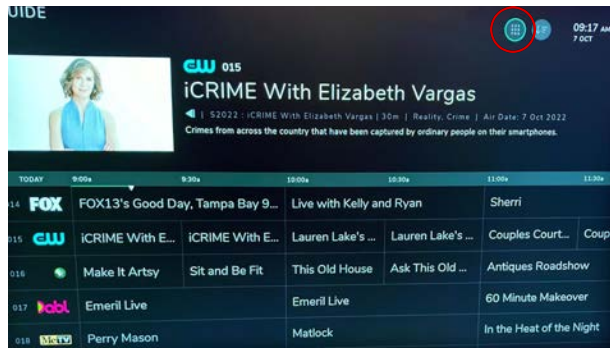 UIDE
09:17 AM
7 OCT
CW 015
iCRIME With Elizabeth Vargas
S2022 : iCRIME With Elizabeth Vargas | 30m | Reality, Crime | Air Date: 7 Oct 2022
Crimes from across the country that have been captured by ordinary people on their smartphones.
TODAY 9:00a 9:30a 10:00a 10:30a 11:00a 11:30a
014 FOX FOX13's Good Day, Tampa Bay 9... Live with Kelly and Ryan Sherri
015 CW iCRIME With E... iCRIME With E... Lauren Lake's ... Lauren Lake's ... Couples Court... Coup
016 Make It Artsy Sit and Be Fit This Old House Ask This Old ... Antiques Roadshow
017 Dabl Emeril Live Emeril Live 60 Minute Makeover
018 MeTV Perry Mason Matlock In the Heat of the Night